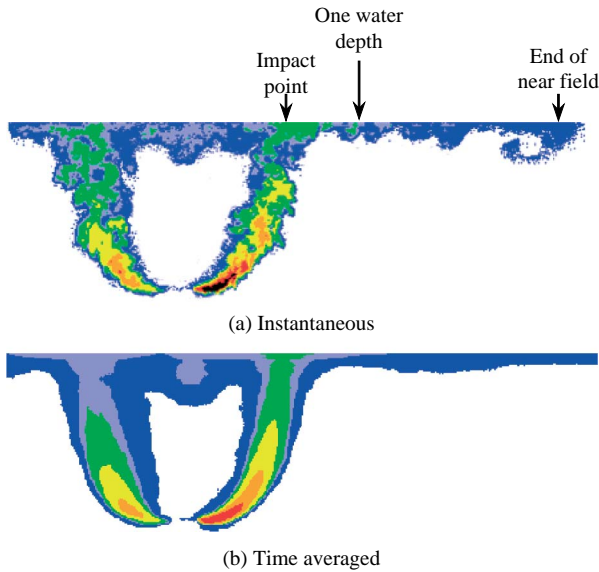 One water
depth
Impact
point
End of
near field
(a) Instantaneous
(b) Time averaged